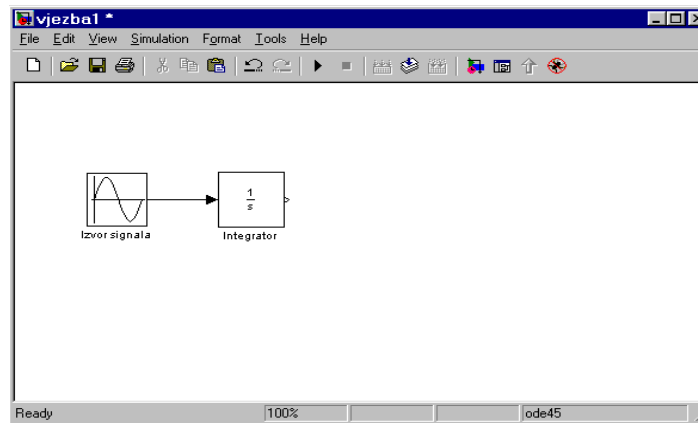 vjezba1 *
File Edit View Simulation Format Tools Help
1
s
Izvor signala
Integrator
Ready 100% ode45